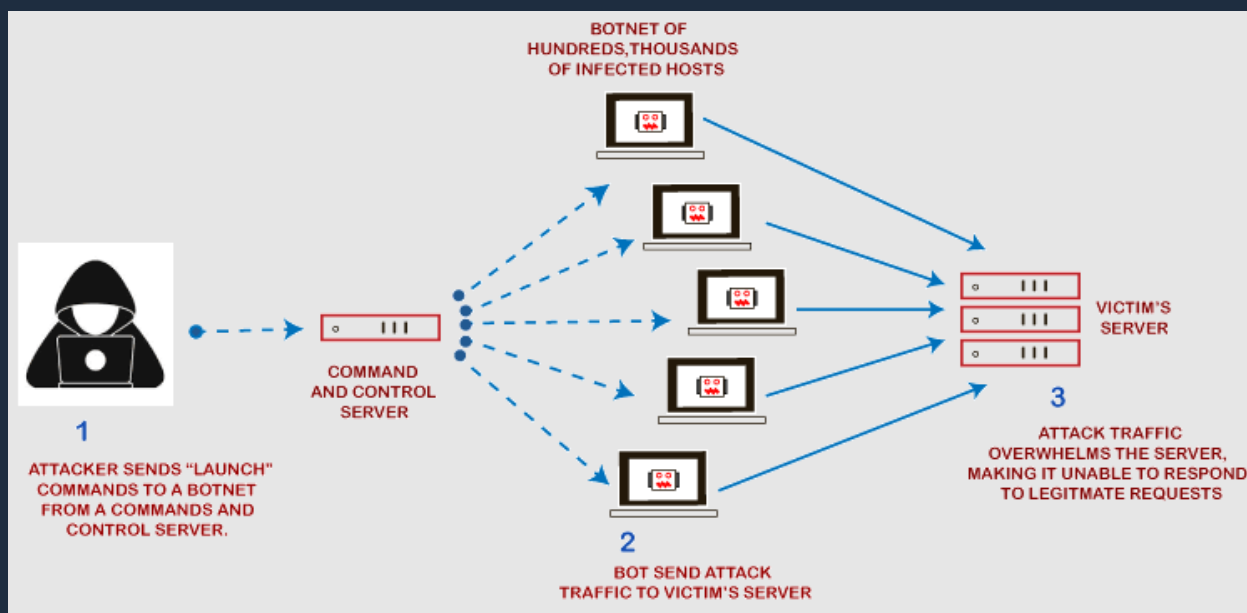 BOTNET OF
HUNDREDS,THOUSANDS
OF INFECTED HOSTS
COMMAND
AND CONTROL
SERVER
VICTIM'S
SERVER
1
ATTACKER SENDS “LAUNCH”
COMMANDS TO A BOTNET
FROM A COMMANDS AND
CONTROL SERVER.
2
BOT SEND ATTACK
TRAFFIC TO VICTIM'S SERVER
3
ATTACK TRAFFIC
OVERWHELMS THE SERVER,
MAKING IT UNABLE TO RESPOND
TO LEGITMATE REQUESTS